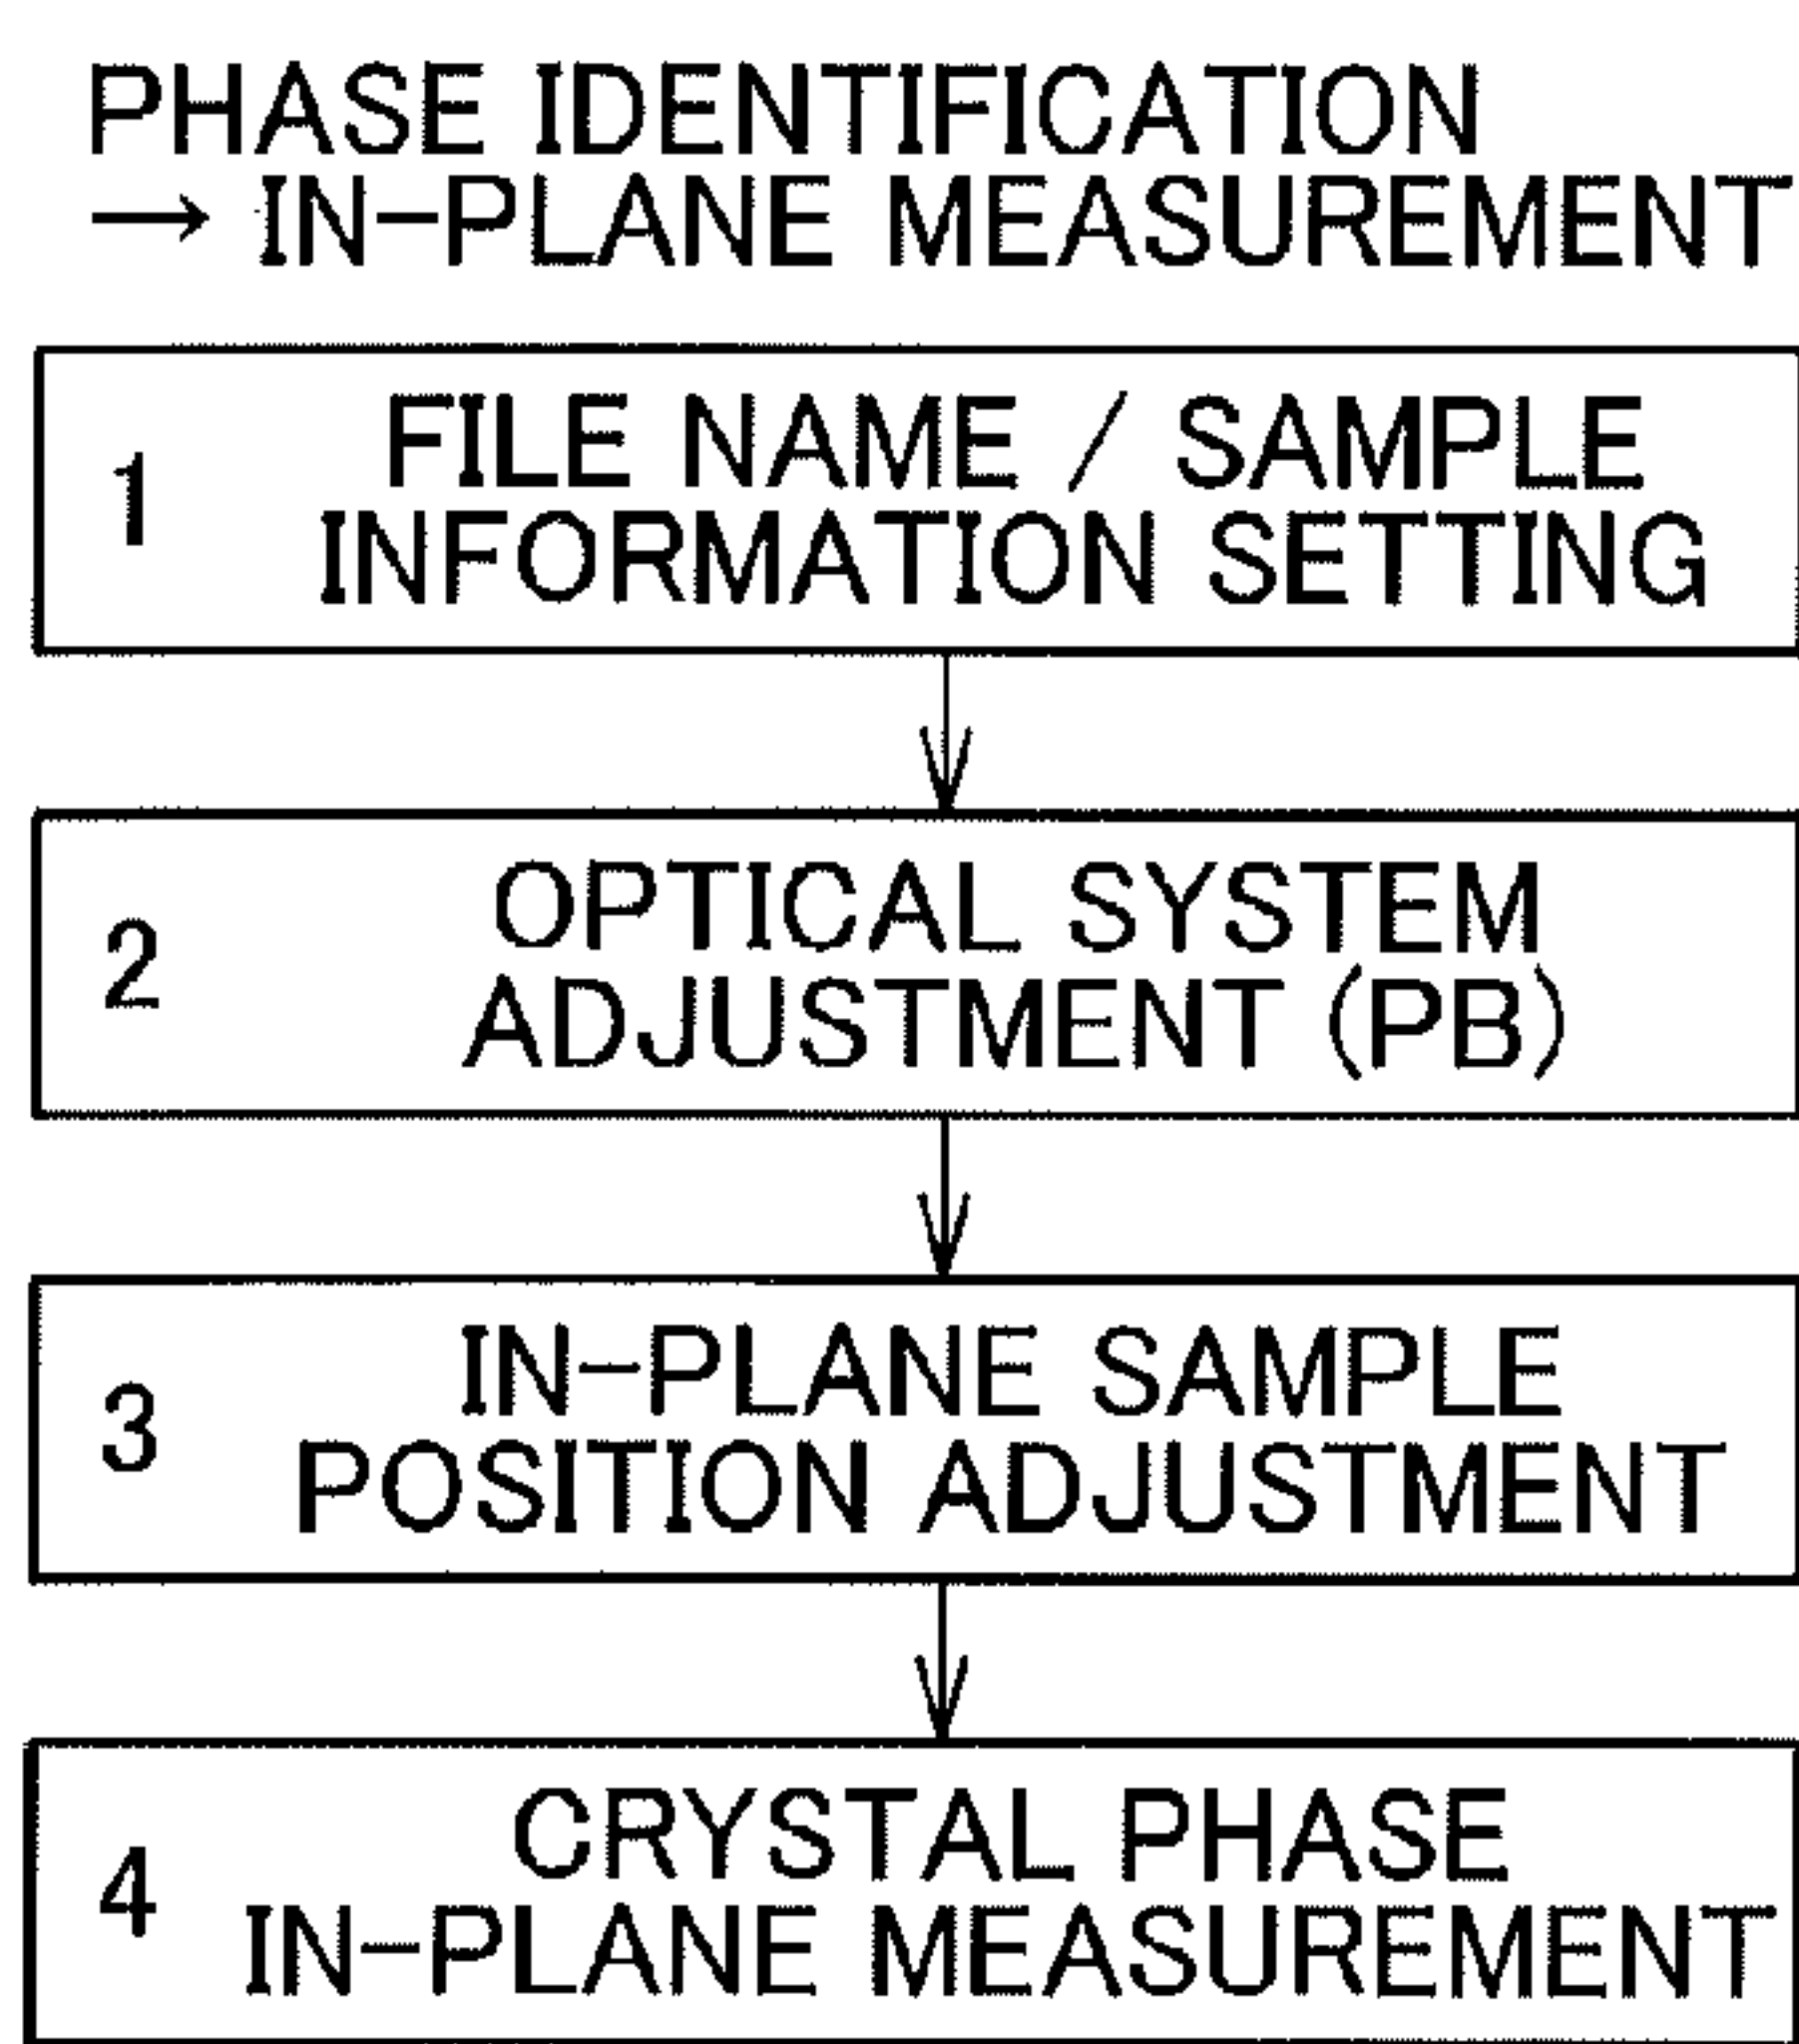 PHASE IDENTIFICATION
→ IN-PLANE MEASUREMENT
1
FILE NAME / SAMPLE
INFORMATION SETTING
2
OPTICAL SYSTEM
ADJUSTMENT (PB)
3
IN-PLANE SAMPLE
POSITION ADJUSTMENT
4
CRYSTAL PHASE
IN-PLANE MEASUREMENT